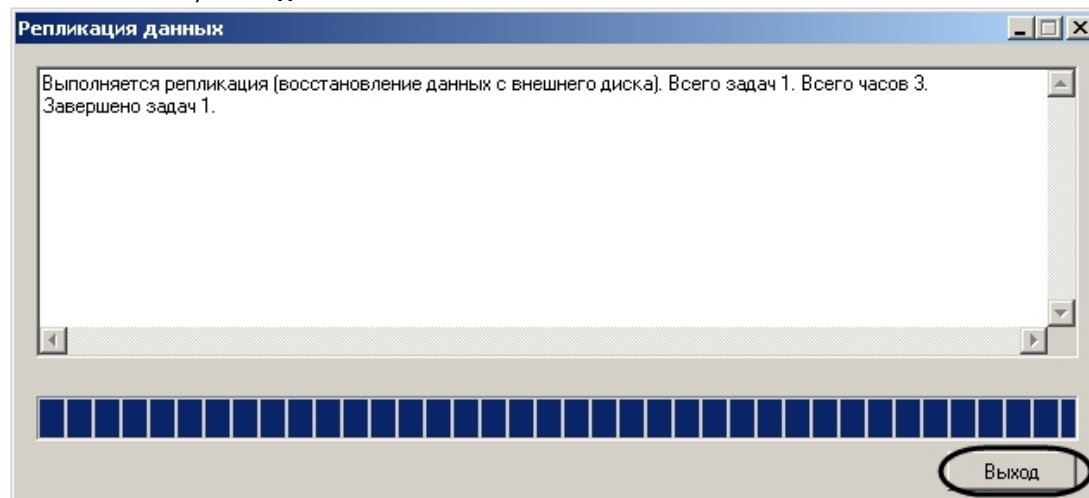 Репликация данных
Выполняется репликация (восстановление данных с внешнего диска). Всего задач 1. Всего часов 3.
Завершено задач 1.
Выход